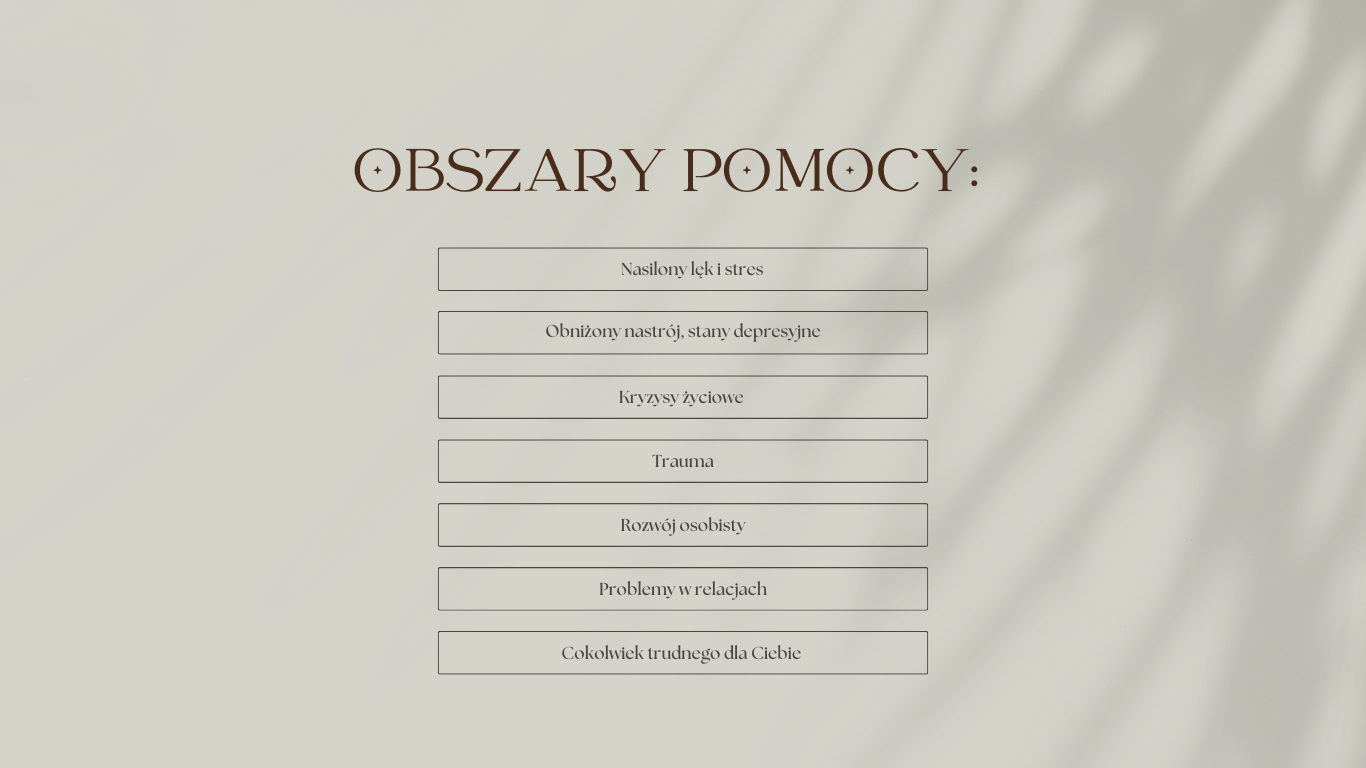 OBSZARY POMOCY:
Nasilony lęk i stres
Obniżony nastrój, stany depresyjne
Kryzysy życiowe
Trauma
Rozwój osobisty
Problemy w relacjach
Cokolwiek trudnego dla Ciebie